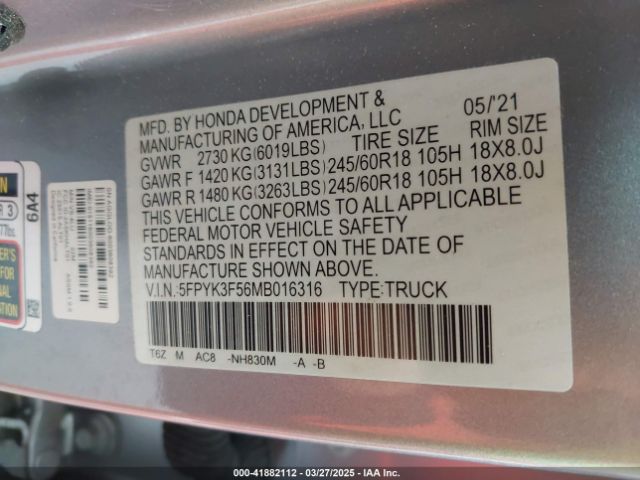 MFD. BY HONDA DEVELOPMENT & 05/'21
MANUFACTURING OF AMERICA, LLC
GVWR 2730 KG(6019LBS) TIRE SIZE RIM SIZE
GAWR F 1420 KG(3131LBS) 245/60R18 105H 18X8.0J
GAWR R 1480 KG(3263LBS) 245/60R18 105H 18X8.0J
THIS VEHICLE CONFORMS TO ALL APPLICABLE
FEDERAL MOTOR VEHICLE SAFETY
STANDARDS IN EFFECT ON THE DATE OF
MANUFACTURE SHOWN ABOVE.
V.I.N.:5FPYK3F56MB016316 TYPE:TRUCK
T6Z M AC8 -NH830M -A -B
6A4
R 3
000-41882112 — 03/27/2025 — IAA Inc.